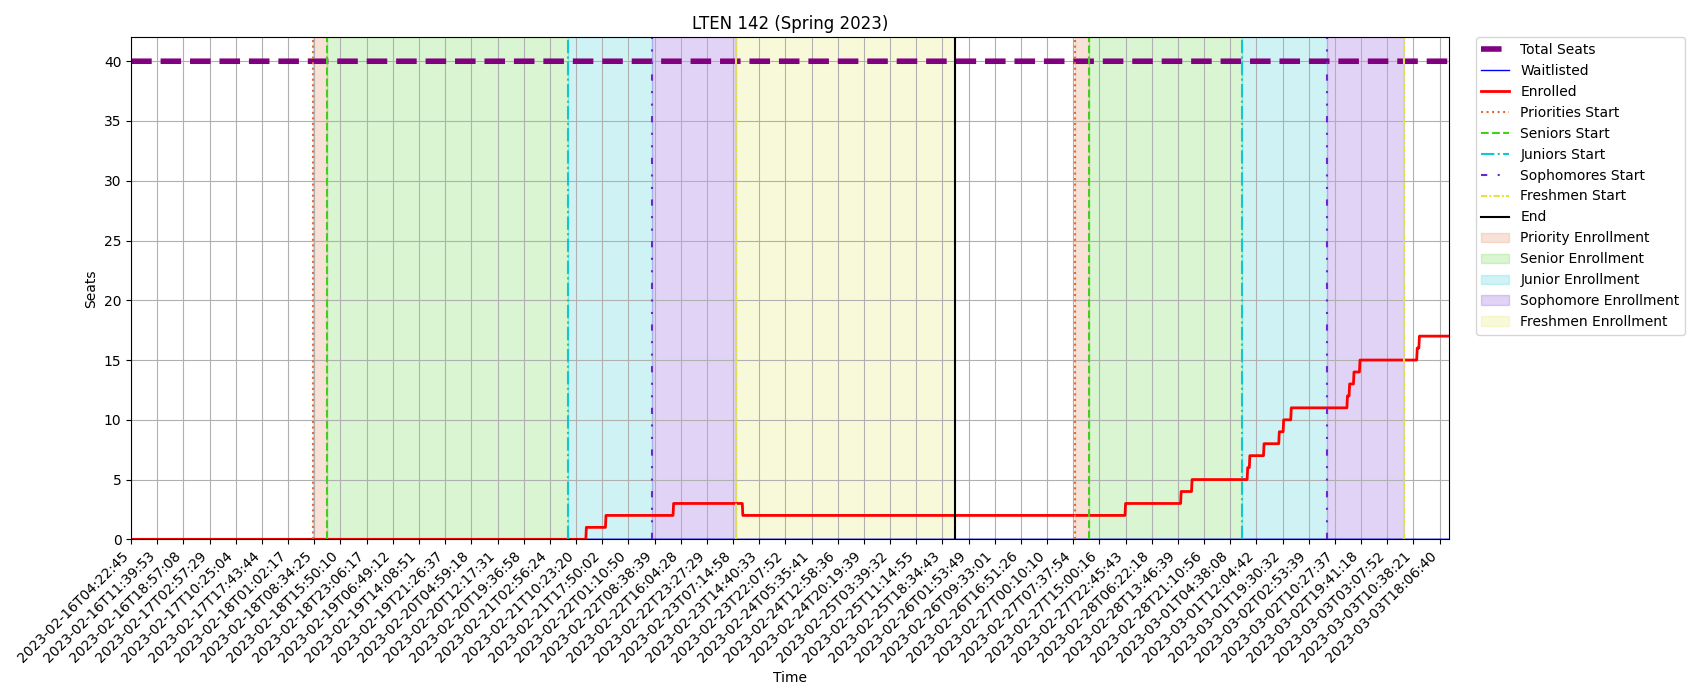 LTEN 142 (Spring 2023)
Seats
40
35
30
25
20
15
10
5
0
2023-02-16T04:22:45
2023-02-16T11:39:53
2023-02-16T18:57:08
2023-02-17T02:57:29
2023-02-17T10:25:04
2023-02-17T17:43:44
2023-02-18T01:02:17
2023-02-18T08:34:25
2023-02-18T15:50:10
2023-02-18T23:06:17
2023-02-19T06:49:12
2023-02-19T14:08:51
2023-02-19T21:26:37
2023-02-20T04:59:18
2023-02-20T12:17:31
2023-02-20T19:36:58
2023-02-21T02:56:24
2023-02-21T10:23:20
2023-02-21T17:50:02
2023-02-22T01:10:50
2023-02-22T08:38:39
2023-02-22T16:04:28
2023-02-22T23:27:29
2023-02-23T07:14:58
2023-02-23T14:40:33
2023-02-23T22:07:52
2023-02-24T05:35:41
2023-02-24T12:58:36
2023-02-24T20:19:39
2023-02-25T03:39:32
2023-02-25T11:14:55
2023-02-25T18:34:43
2023-02-26T01:53:49
2023-02-26T09:33:01
2023-02-26T16:51:26
2023-02-27T00:10:16
2023-02-27T07:37:54
2023-02-27T15:00:16
2023-02-27T22:45:43
2023-02-28T06:22:18
2023-02-28T13:46:39
2023-02-28T21:10:56
2023-03-01T04:38:08
2023-03-01T12:04:42
2023-03-01T19:30:32
2023-03-02T02:53:39
2023-03-02T10:27:37
2023-03-02T19:41:18
2023-03-03T03:07:52
2023-03-03T10:38:21
2023-03-03T18:06:40
Time
Total Seats
Waitlisted
Enrolled
Priorities Start
Seniors Start
Juniors Start
Sophomores Start
Freshmen Start
End
Priority Enrollment
Senior Enrollment
Junior Enrollment
Sophomore Enrollment
Freshmen Enrollment